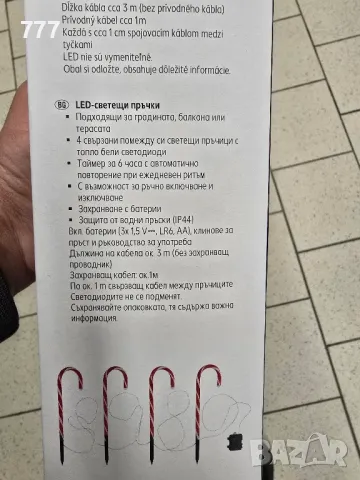 777
Dĺžka kábla cca 3 m (bez prívodného kábla)
Prívodný kábel cca 1m
Každá s cca 1 cm spojovacím káblom medzi
tyčkami
LED nie sú vymeniteľné.
Obal si odložte, obsahuje dôležité informácie.
BG LED-светещи пръчки
• Подходящи за градината, балкана или
терасата
• 4 свързани помежду си светещи пръчици с
топло бели светодиоди
• Таймер за 6 часа с автоматично
повторение при ежедневен ритъм
• С възможност за ръчно включване и
изключване
• Захранване с батерии
• Защита от водни пръски (IP44)
Вкл. батерии (3x 1,5 V⎓, LR6, AA), клинове за
пръст и ръководство за употреба
Дължина на кабела ок. 3 m (без захранващ
проводник)
Захранващ кабел: ок.1м
По ок. 1 m свързващ кабел между пръчиците
Светодиодите не се подменят.
Съхранявайте опаковката, тя съдържа важна
информация.
bazar.bg